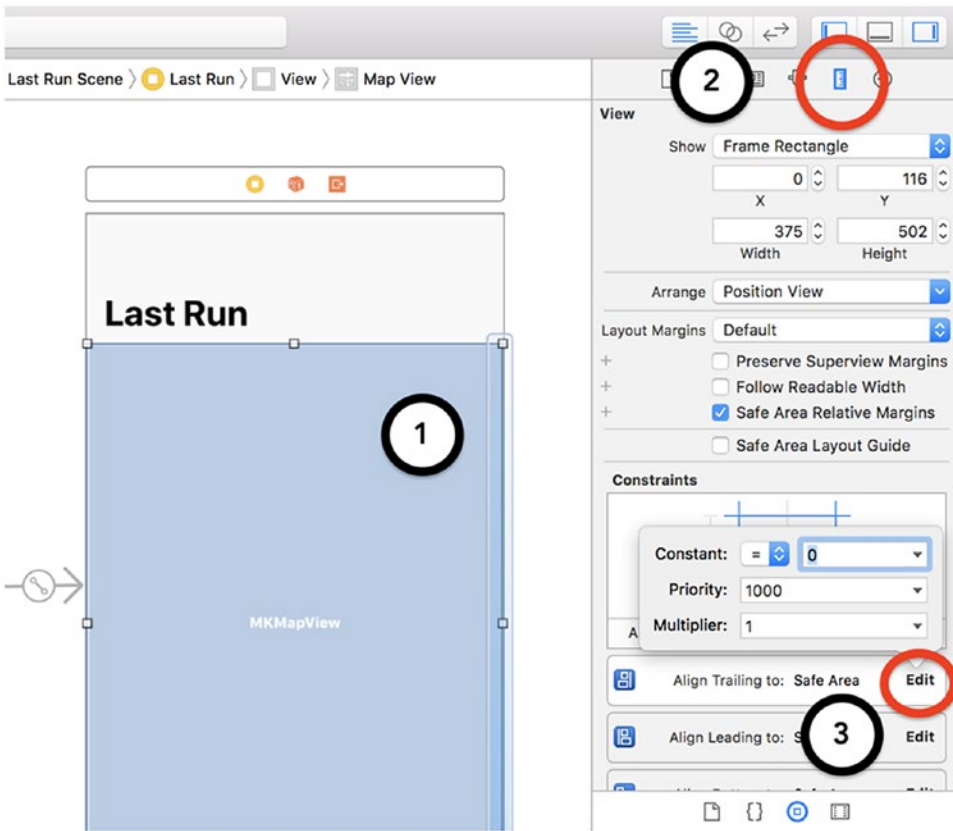 Last Run Scene
Last Run
View
Map View
2
View
Show Frame Rectangle
0 116
X Y
375 502
Width Height
Arrange Position View
Last Run
Layout Margins Default
Preserve Superview Margins
Follow Readable Width
Safe Area Relative Margins
1
Safe Area Layout Guide
Constraints
Constant: = 0
Priority: 1000
MKMapView
Multiplier: 1
Align Trailing to: Safe Area Edit
Align Leading to: Edit
3